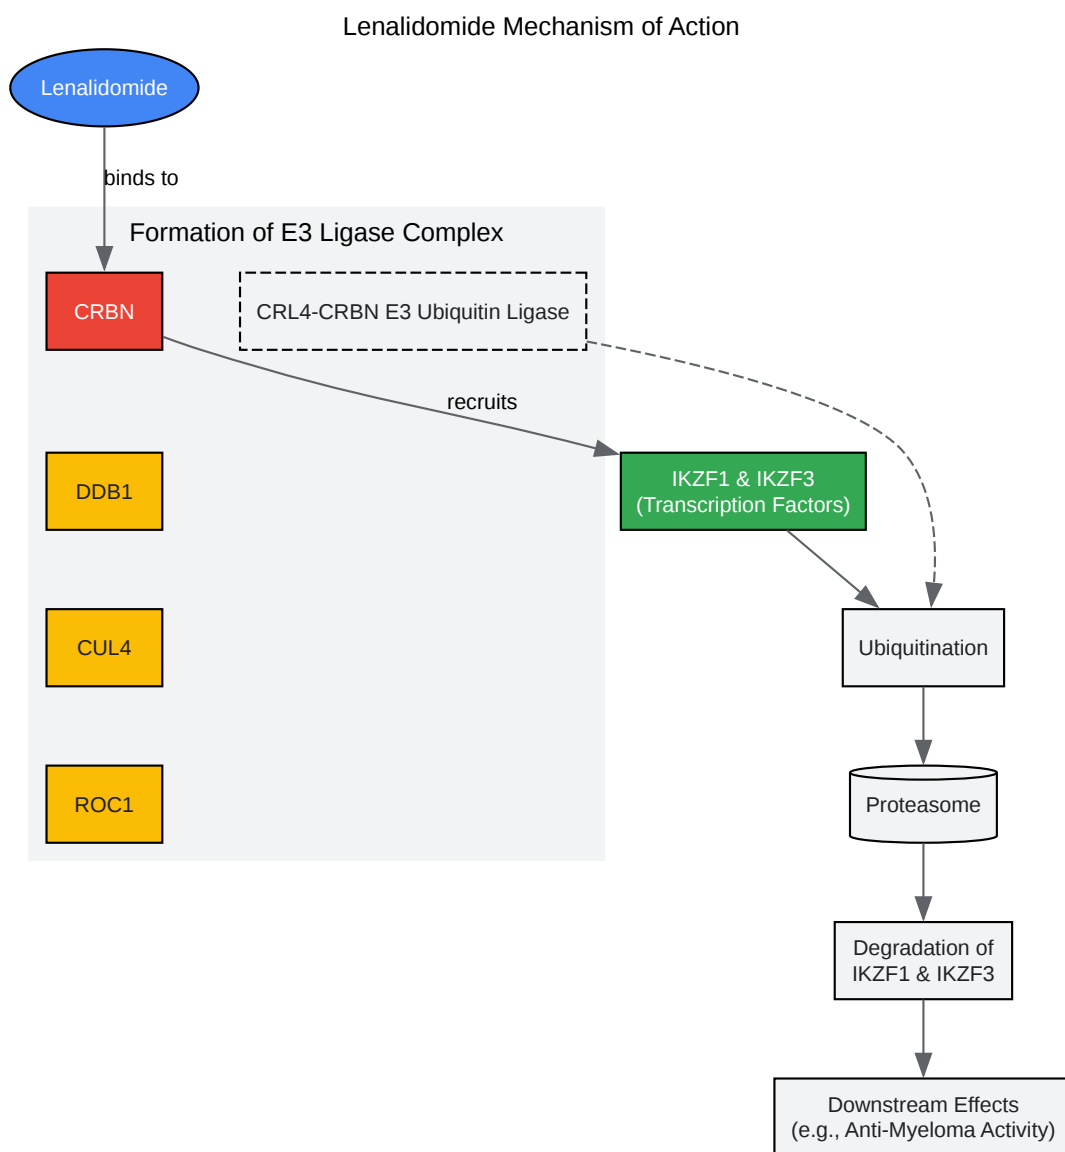 Lenalidomide Mechanism of Action
Lenalidomide
binds to
Formation of E3 Ligase Complex
CRBN
CRL4-CRBN E3 Ubiquitin Ligase
recruits
DDB1
IKZF1 & IKZF3
(Transcription Factors)
CUL4
Ubiquitination
ROC1
Proteasome
Degradation of
IKZF1 & IKZF3
Downstream Effects
(e.g., Anti-Myeloma Activity)